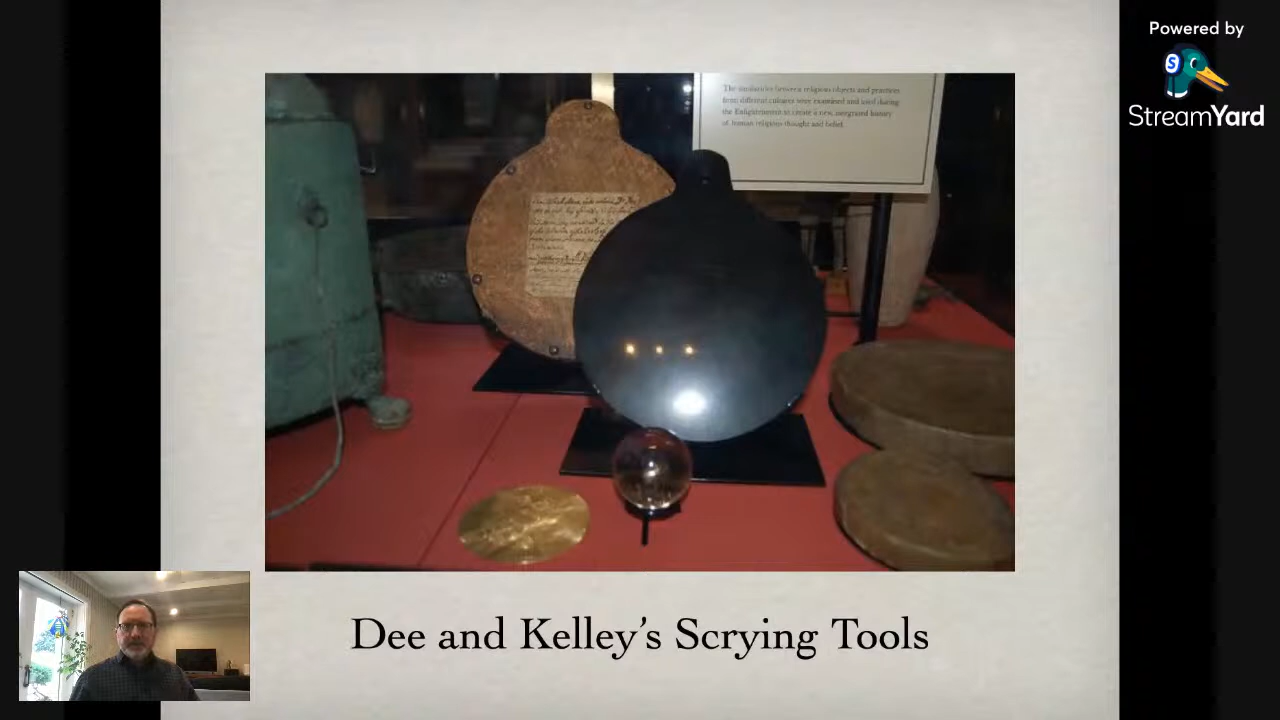 Powered by
StreamYard
The similarities between religious objects and practices
from different cultures were examined and used during
the Enlightenment to create a new, integrated history
of human religious thought and belief.
Dee and Kelley's Scrying Tools